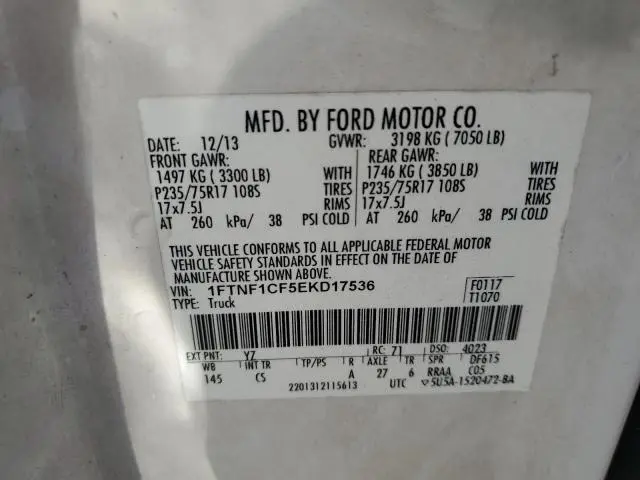 MFD. BY FORD MOTOR CO.
DATE: 12/13 GVWR: 3198 KG ( 7050 LB)
FRONT GAWR: REAR GAWR:
1497 KG ( 3300 LB) WITH 1746 KG ( 3850 LB) WITH
P235/75R17 108S TIRES P235/75R17 108S TIRES
17x7.5J RIMS 17x7.5J RIMS
AT 260 kPa/ 38 PSI COLD AT 260 kPa/ 38 PSI COLD
THIS VEHICLE CONFORMS TO ALL APPLICABLE FEDERAL MOTOR
VEHICLE SAFETY STANDARDS IN EFFECT ON THE DATE OF
MANUFACTURE SHOWN ABOVE.
VIN: 1FTNF1CF5EKD17536 F0117
TYPE: Truck T1070
EXT PNT: YZ RC: 71 DSO: 4023
WB INT TR TP/PS R AXLE TR SPR DF615
145 CS A 27 6 RRAA C05
2201312115613 UTC ▽5U5A-1520472-BA